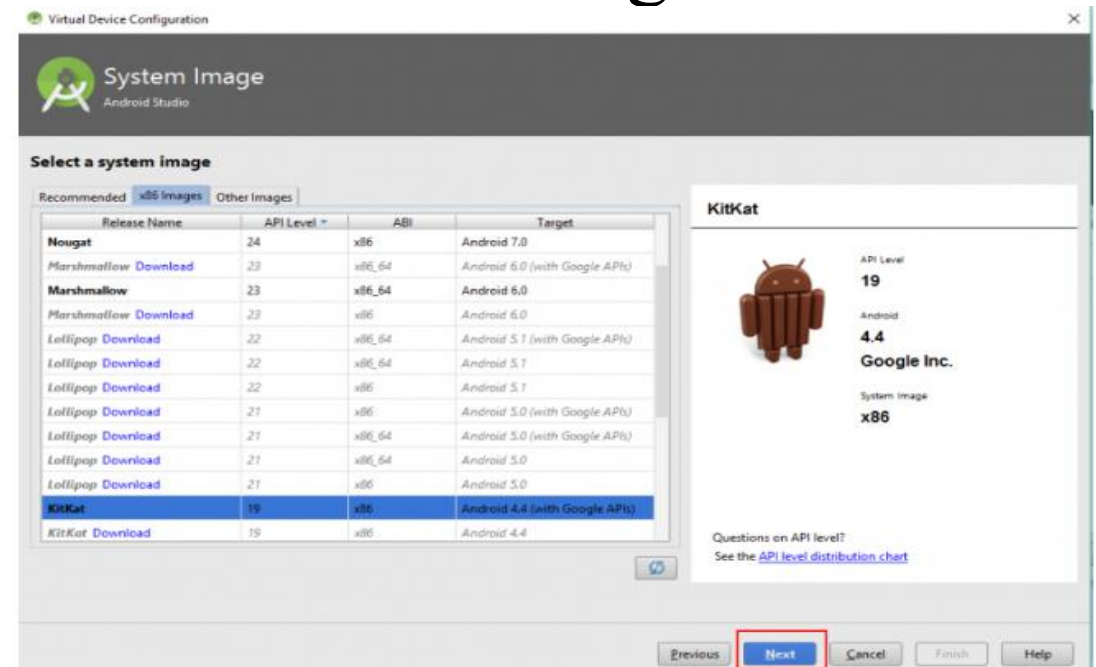 Virtual Device Configuration
System Image
Android Studio
Select a system image
Recommended x86 Images Other Images
Release Name API Level ABI Target
Nougat 24 x86 Android 7.0
Marshmallow Download 23 x86_64 Android 6.0 (with Google APIs)
Marshmallow 23 x86_64 Android 6.0
Marshmallow Download 23 x86 Android 6.0
Lollipop Download 22 x86_64 Android 5.1 (with Google APIs)
Lollipop Download 22 x86_64 Android 5.1
Lollipop Download 22 x86 Android 5.1
Lollipop Download 21 x86 Android 5.0 (with Google APIs)
Lollipop Download 21 x86_64 Android 5.0 (with Google APIs)
Lollipop Download 21 x86_64 Android 5.0
Lollipop Download 21 x86 Android 5.0
KitKat 19 x86 Android 4.4 (with Google APIs)
KitKat Download 19 x86 Android 4.4
KitKat
API Level
19
Android
4.4
Google Inc.
System Image
x86
Questions on API level?
See the API level distribution chart
Previous Next Cancel Finish Help